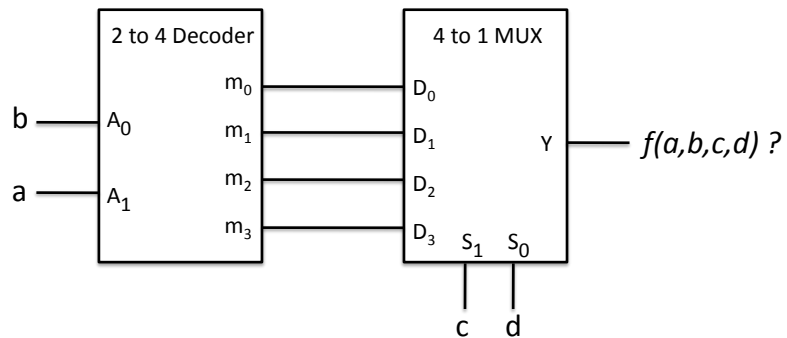 2 to 4 Decoder
4 to 1 MUX
m0
D0
b
A0
m1
D1
Y
f(a,b,c,d) ?
a
A1
m2
D2
m3
D3
S1 S0
c d